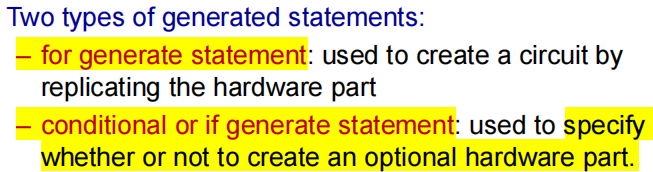 Two types of generated statements:
– for generate statement: used to create a circuit by
replicating the hardware part
– conditional or if generate statement: used to specify
whether or not to create an optional hardware part.